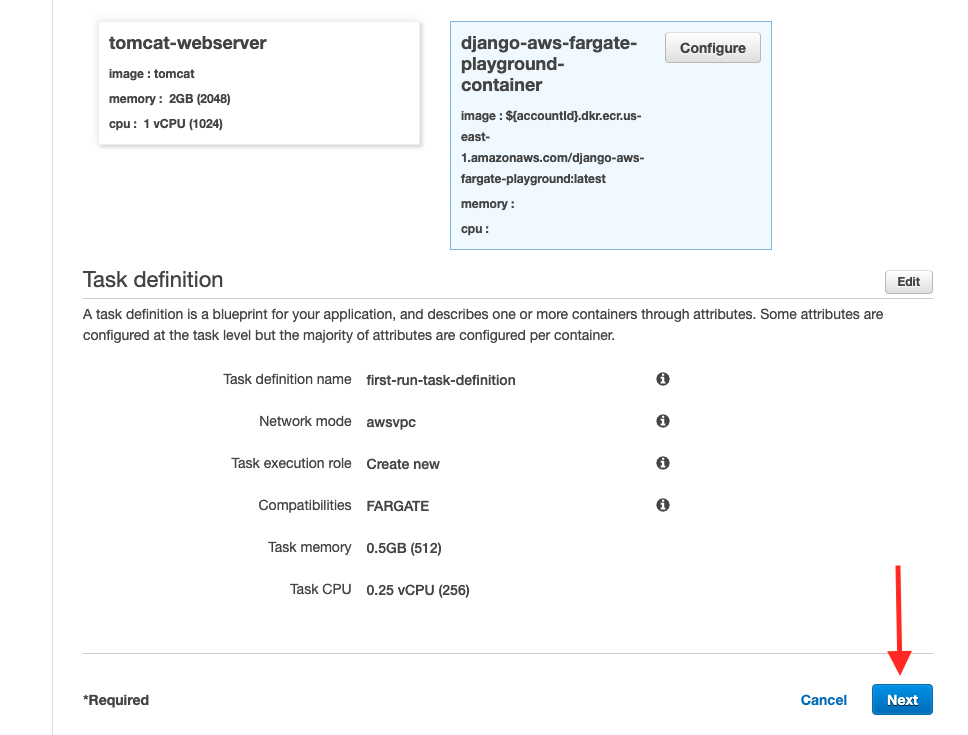 tomcat-webserver
image : tomcat
memory : 2GB (2048)
cpu : 1 vCPU (1024)
django-aws-fargate-
playground-
container
Configure
image : ${accountId}.dkr.ecr.us-
east-
1.amazonaws.com/django-aws-
fargate-playground:latest
memory :
cpu :
Task definition
Edit
A task definition is a blueprint for your application, and describes one or more containers through attributes. Some attributes are
configured at the task level but the majority of attributes are configured per container.
Task definition name first-run-task-definition
Network mode awsvpc
Task execution role Create new
Compatibilities FARGATE
Task memory 0.5GB (512)
Task CPU 0.25 vCPU (256)
*Required
Cancel
Next